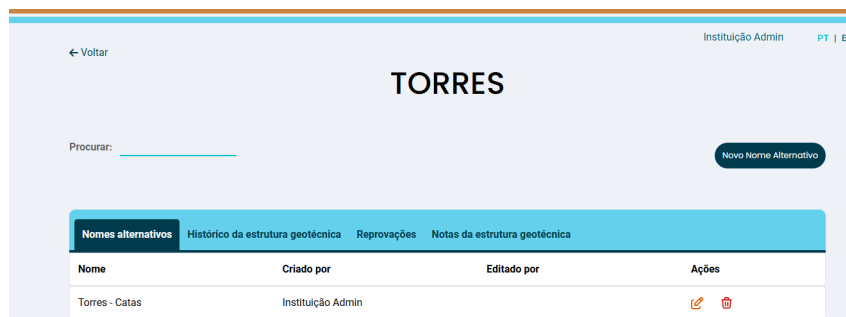 Instituição Admin PT | E
← Voltar
TORRES
Procurar:
Novo Nome Alternativo
Nomes alternativos Histórico da estrutura geotécnica Reprovações Notas da estrutura geotécnica
Nome Criado por Editado por Ações
Torres - Catas Instituição Admin